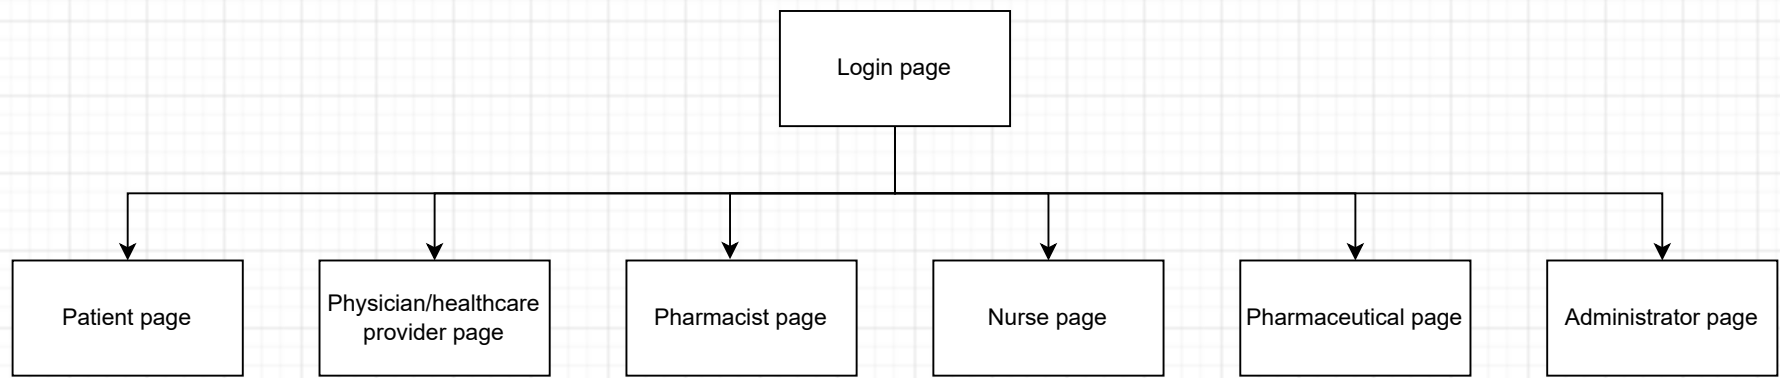 Login page
Patient page
Physician/healthcare
provider page
Pharmacist page
Nurse page
Pharmaceutical page
Administrator page